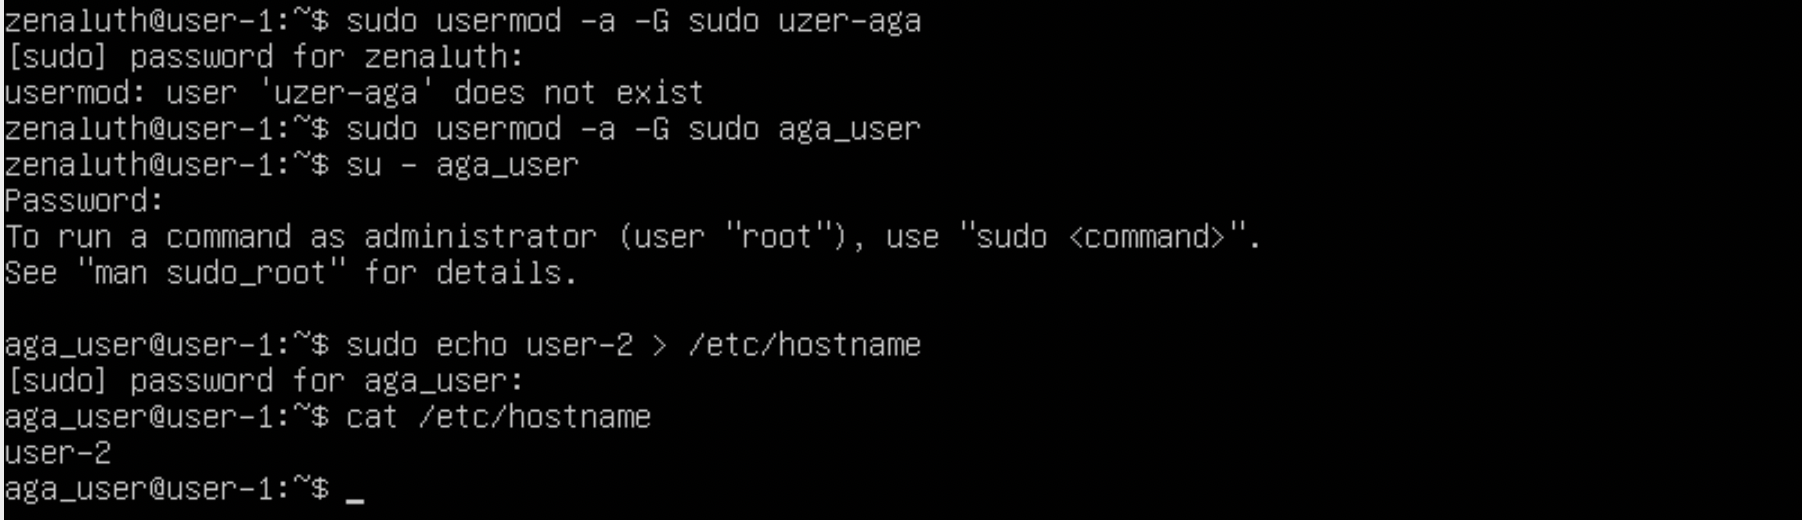 zenaluth@user-1:~$ sudo usermod -a -G sudo uzer-aga
[sudo] password for zenaluth:
usermod: user 'uzer-aga' does not exist
zenaluth@user-1:~$ sudo usermod -a -G sudo aga_user
zenaluth@user-1:~$ su - aga_user
Password:
To run a command as administrator (user "root"), use "sudo <command>".
See "man sudo_root" for details.
aga_user@user-1:~$ sudo echo user-2 > /etc/hostname
[sudo] password for aga_user:
aga_user@user-1:~$ cat /etc/hostname
user-2
aga_user@user-1:~$ _